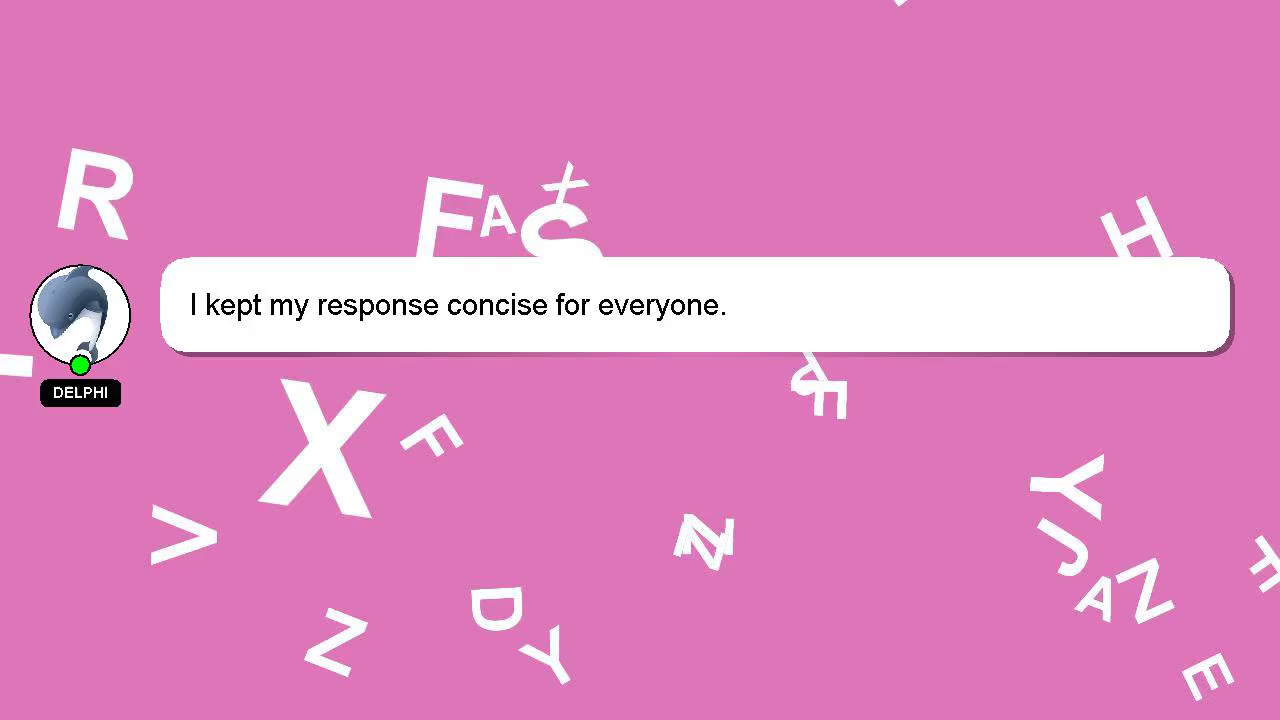 R
F
A
X
S
H
I kept my response concise for everyone.
DELPHI
X
F
R
F
Y
J
A
Z
F
V
N
Z
Z
D
Y
E